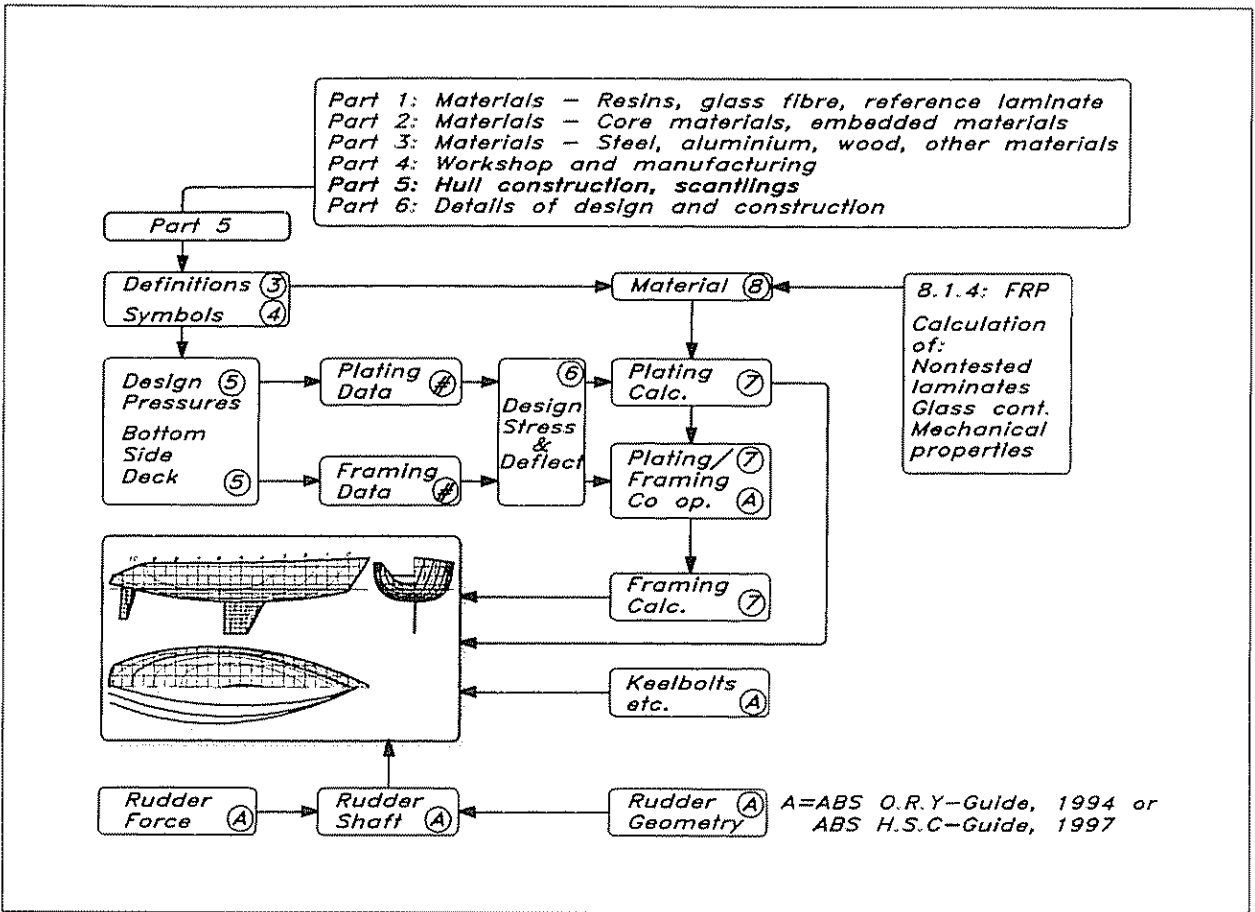 Part 1: Materials – Resins, glass fibre, reference laminate
Part 2: Materials – Core materials, embedded materials
Part 3: Materials – Steel, aluminium, wood, other materials
Part 4: Workshop and manufacturing
Part 5: Hull construction, scantlings
Part 6: Details of design and construction
Part 5
Definitions 3
Symbols 4
Material 8
8.1.4: FRP
Calculation
of:
Nontested
laminates
Glass cont.
Mechanical
properties
Design 5
Pressures
Bottom
Side
Deck 5
Plating
Data #
Framing
Data #
6
Design
Stress
&
Deflect
Plating
Calc. 7
Plating/ 7
Framing
Co op. A
Framing
Calc. 7
Keelbolts
etc. A
Rudder
Force A
Rudder
Shaft A
Rudder A
Geometry
A=ABS O.R.Y–Guide, 1994 or
ABS H.S.C–Guide, 1997